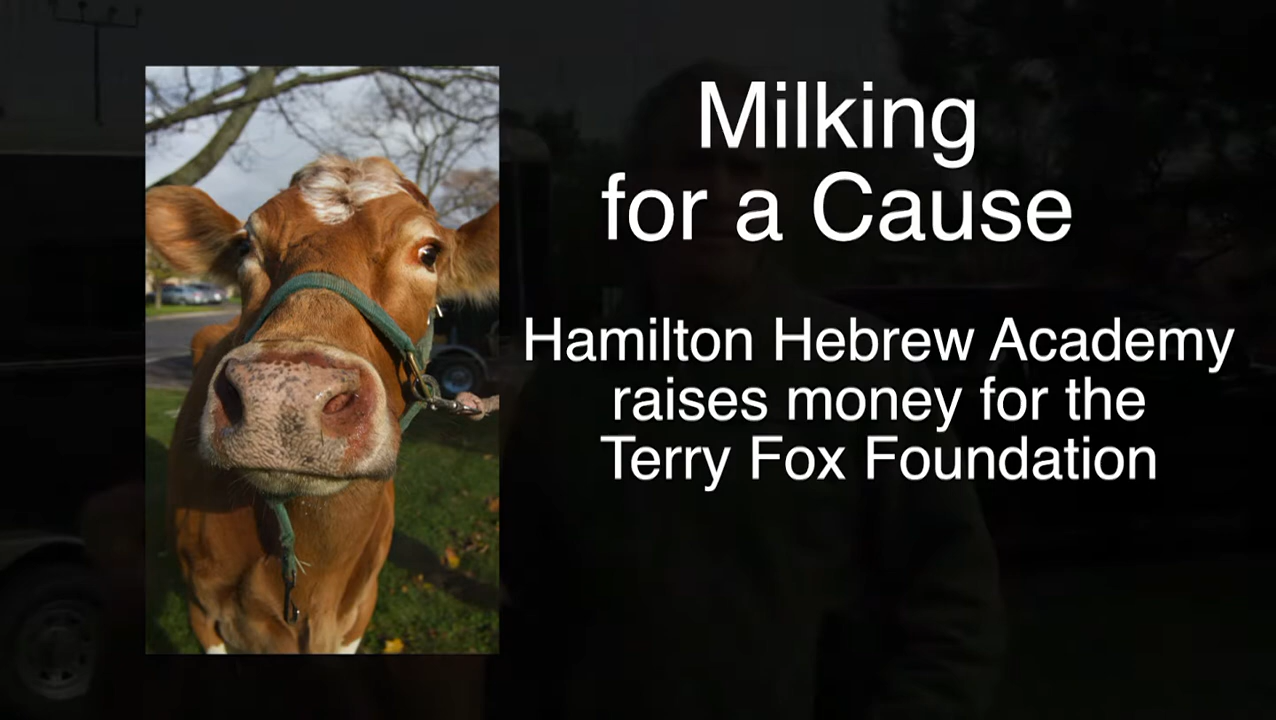 Milking
for a Cause
Hamilton Hebrew Academy
raises money for the
Terry Fox Foundation